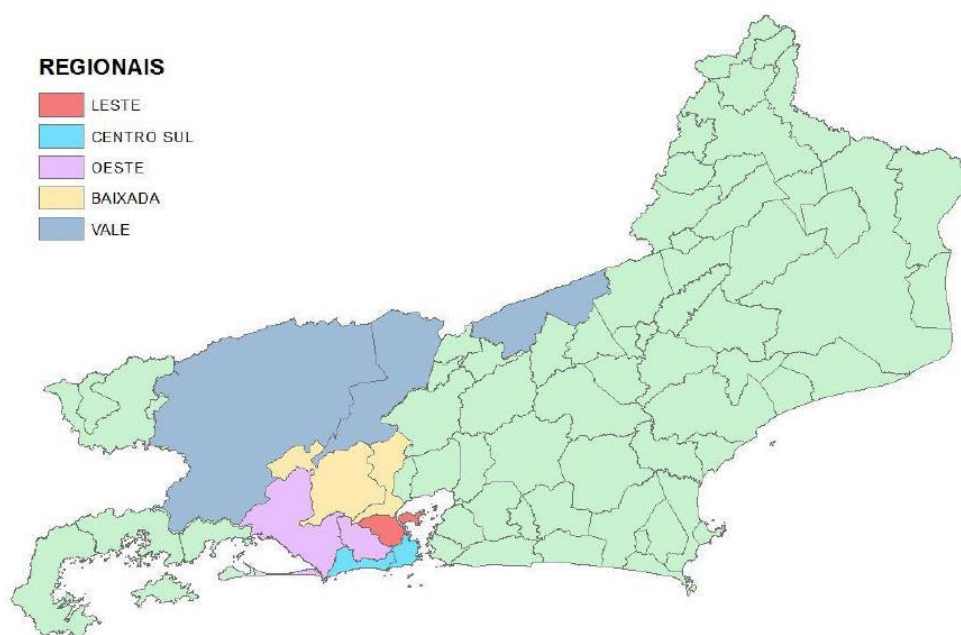 REGIONAIS
LESTE
CENTRO SUL
OESTE
BAIXADA
VALE